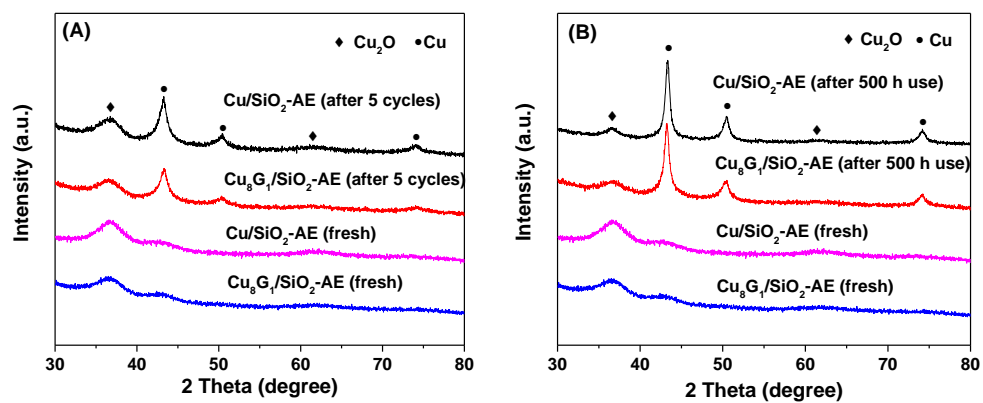 (A)
♦ Cu₂O ● Cu
Cu/SiO₂-AE (after 5 cycles)
Cu₈G₁/SiO₂-AE (after 5 cycles)
Cu/SiO₂-AE (fresh)
Cu₈G₁/SiO₂-AE (fresh)
Intensity (a.u.)
30 40 50 60 70 80
2 Theta (degree)
(B)
♦ Cu₂O ● Cu
Cu/SiO₂-AE (after 500 h use)
Cu₈G₁/SiO₂-AE (after 500 h use)
Cu/SiO₂-AE (fresh)
Cu₈G₁/SiO₂-AE (fresh)
Intensity (a.u.)
30 40 50 60 70 80
2 Theta (degree)